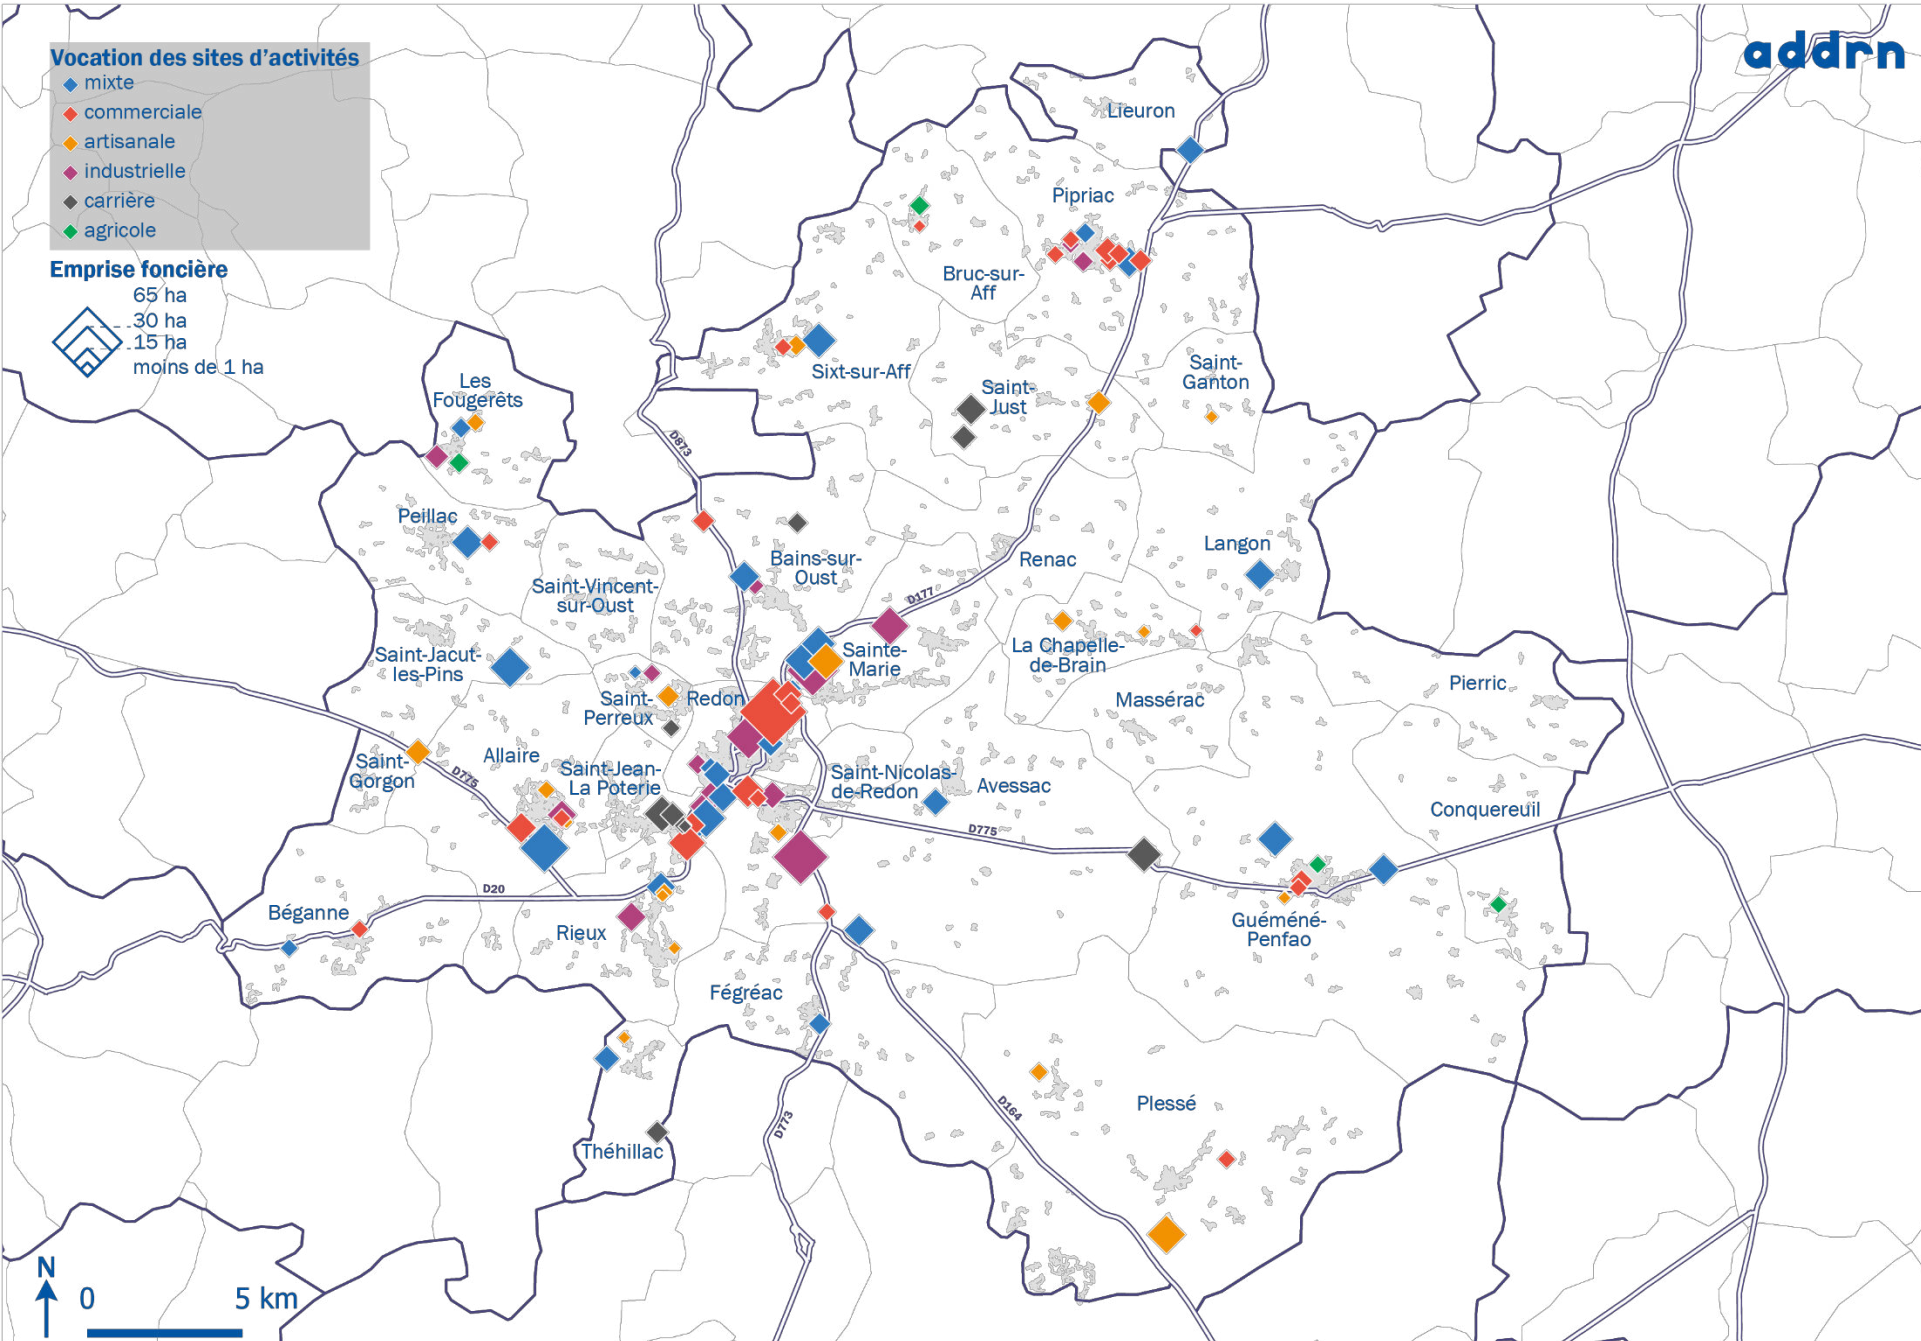 Vocation des sites d'activités
mixte
commerciale
artisanale
industrielle
carrière
agricole
Emprise foncière
65 ha
30 ha
15 ha
moins de 1 ha
addrn
Lieuron
Pipriac
Bruc-sur-
Aff
Sixt-sur-Aff
Saint-
Just
Saint-
Ganton
Les
Fougerêts
D873
Peillac
Bains-sur-
Oust
Renac
Langon
Saint-Vincent-
sur-Oust
D177
Saint-Jacut-
les-Pins
Sainte-
Marie
La Chapelle-
de-Brain
Saint-
Perreux
Redon
Massérac
Pierric
Saint-
Gorgon
D775
Allaire
Saint-Jean-
La Poterie
Saint-Nicolas-
de-Redon
Avessac
Conquereuil
D775
D20
Béganne
Rieux
Guéméné-
Penfao
Fégréac
Plessé
D164
D773
Théhillac
N
0
5 km